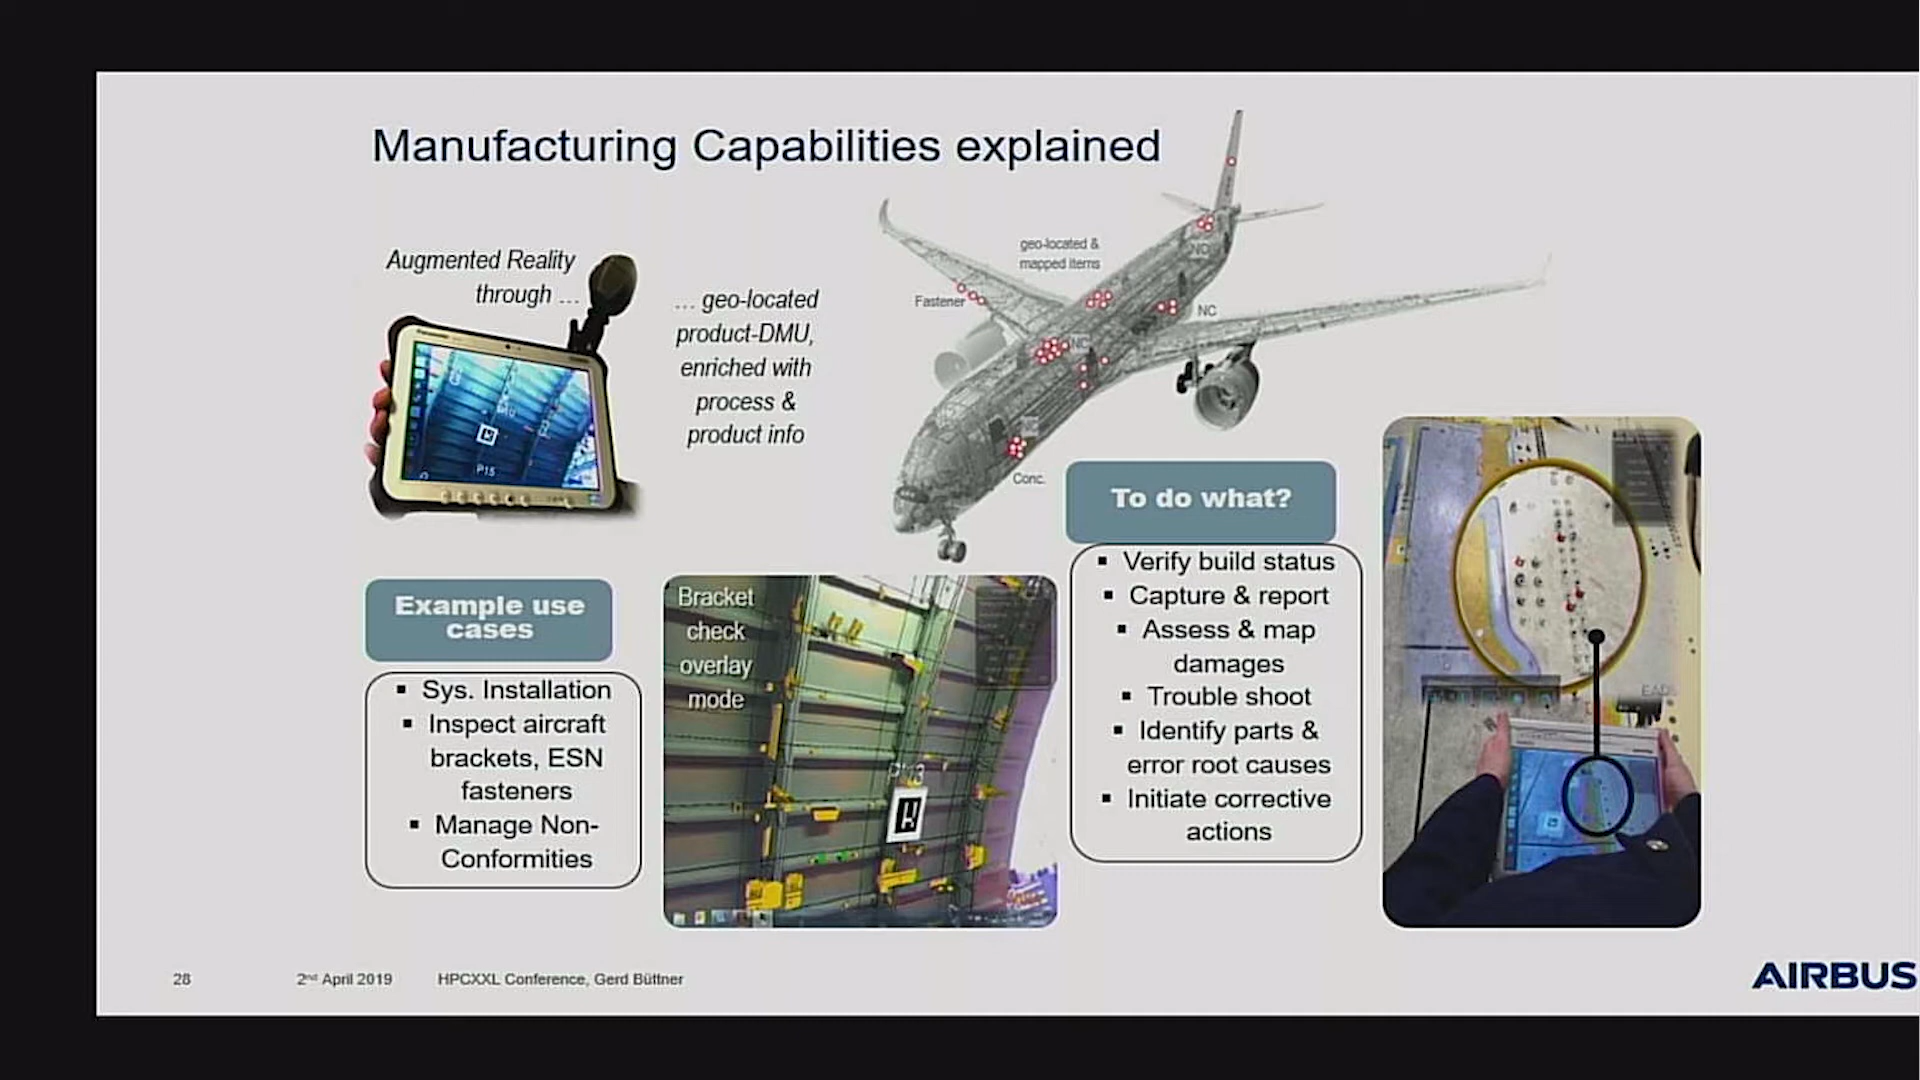 Manufacturing Capabilities explained
Augmented Reality
through ...
... geo-located
product-DMU,
enriched with
process &
product info
geo-located &
mapped items
Fastener
NC
NC
NC
Conc.
P15
Example use
cases
▪ Sys. Installation
▪ Inspect aircraft
brackets, ESN
fasteners
▪ Manage Non-
Conformities
Bracket
check
overlay
mode
To do what?
▪ Verify build status
▪ Capture & report
▪ Assess & map
damages
▪ Trouble shoot
▪ Identify parts &
error root causes
▪ Initiate corrective
actions
EADS
28
2nd April 2019
HPCXXL Conference, Gerd Büttner
AIRBUS